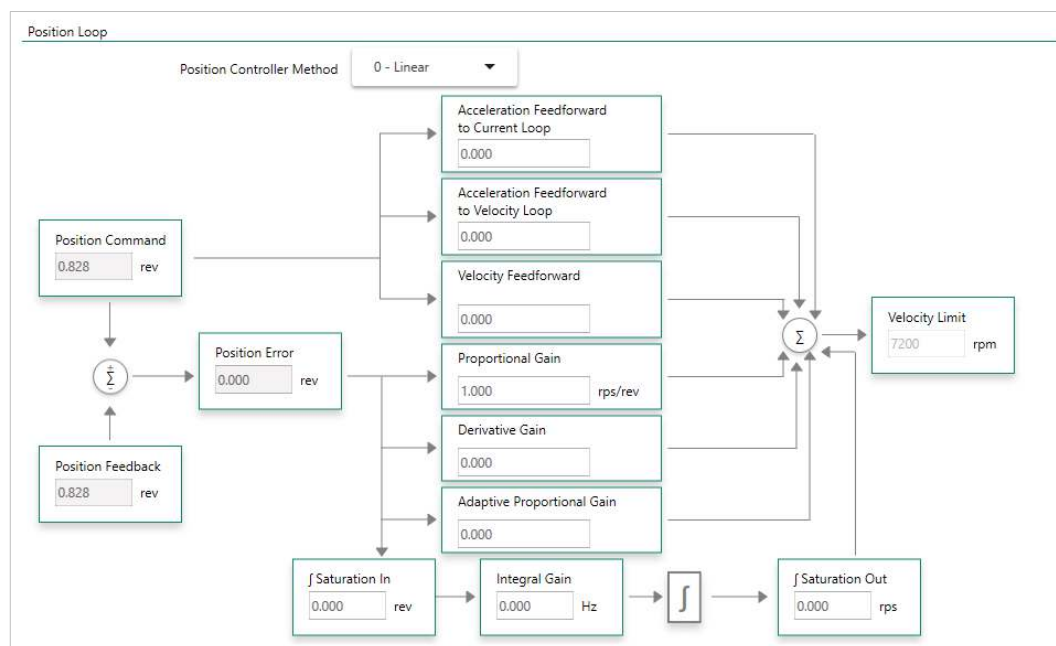 Position Loop
Position Controller Method
0 - Linear
Acceleration Feedforward
to Current Loop
0.000
Acceleration Feedforward
to Velocity Loop
0.000
Position Command
0.828 rev
Velocity Feedforward
0.000
Velocity Limit
7200 rpm
Σ
Position Error
0.000 rev
+
Σ
-
Proportional Gain
1.000 rps/rev
Derivative Gain
0.000
Position Feedback
0.828 rev
Adaptive Proportional Gain
0.000
∫ Saturation In
0.000 rev
Integral Gain
0.000 Hz
∫
∫ Saturation Out
0.000 rps